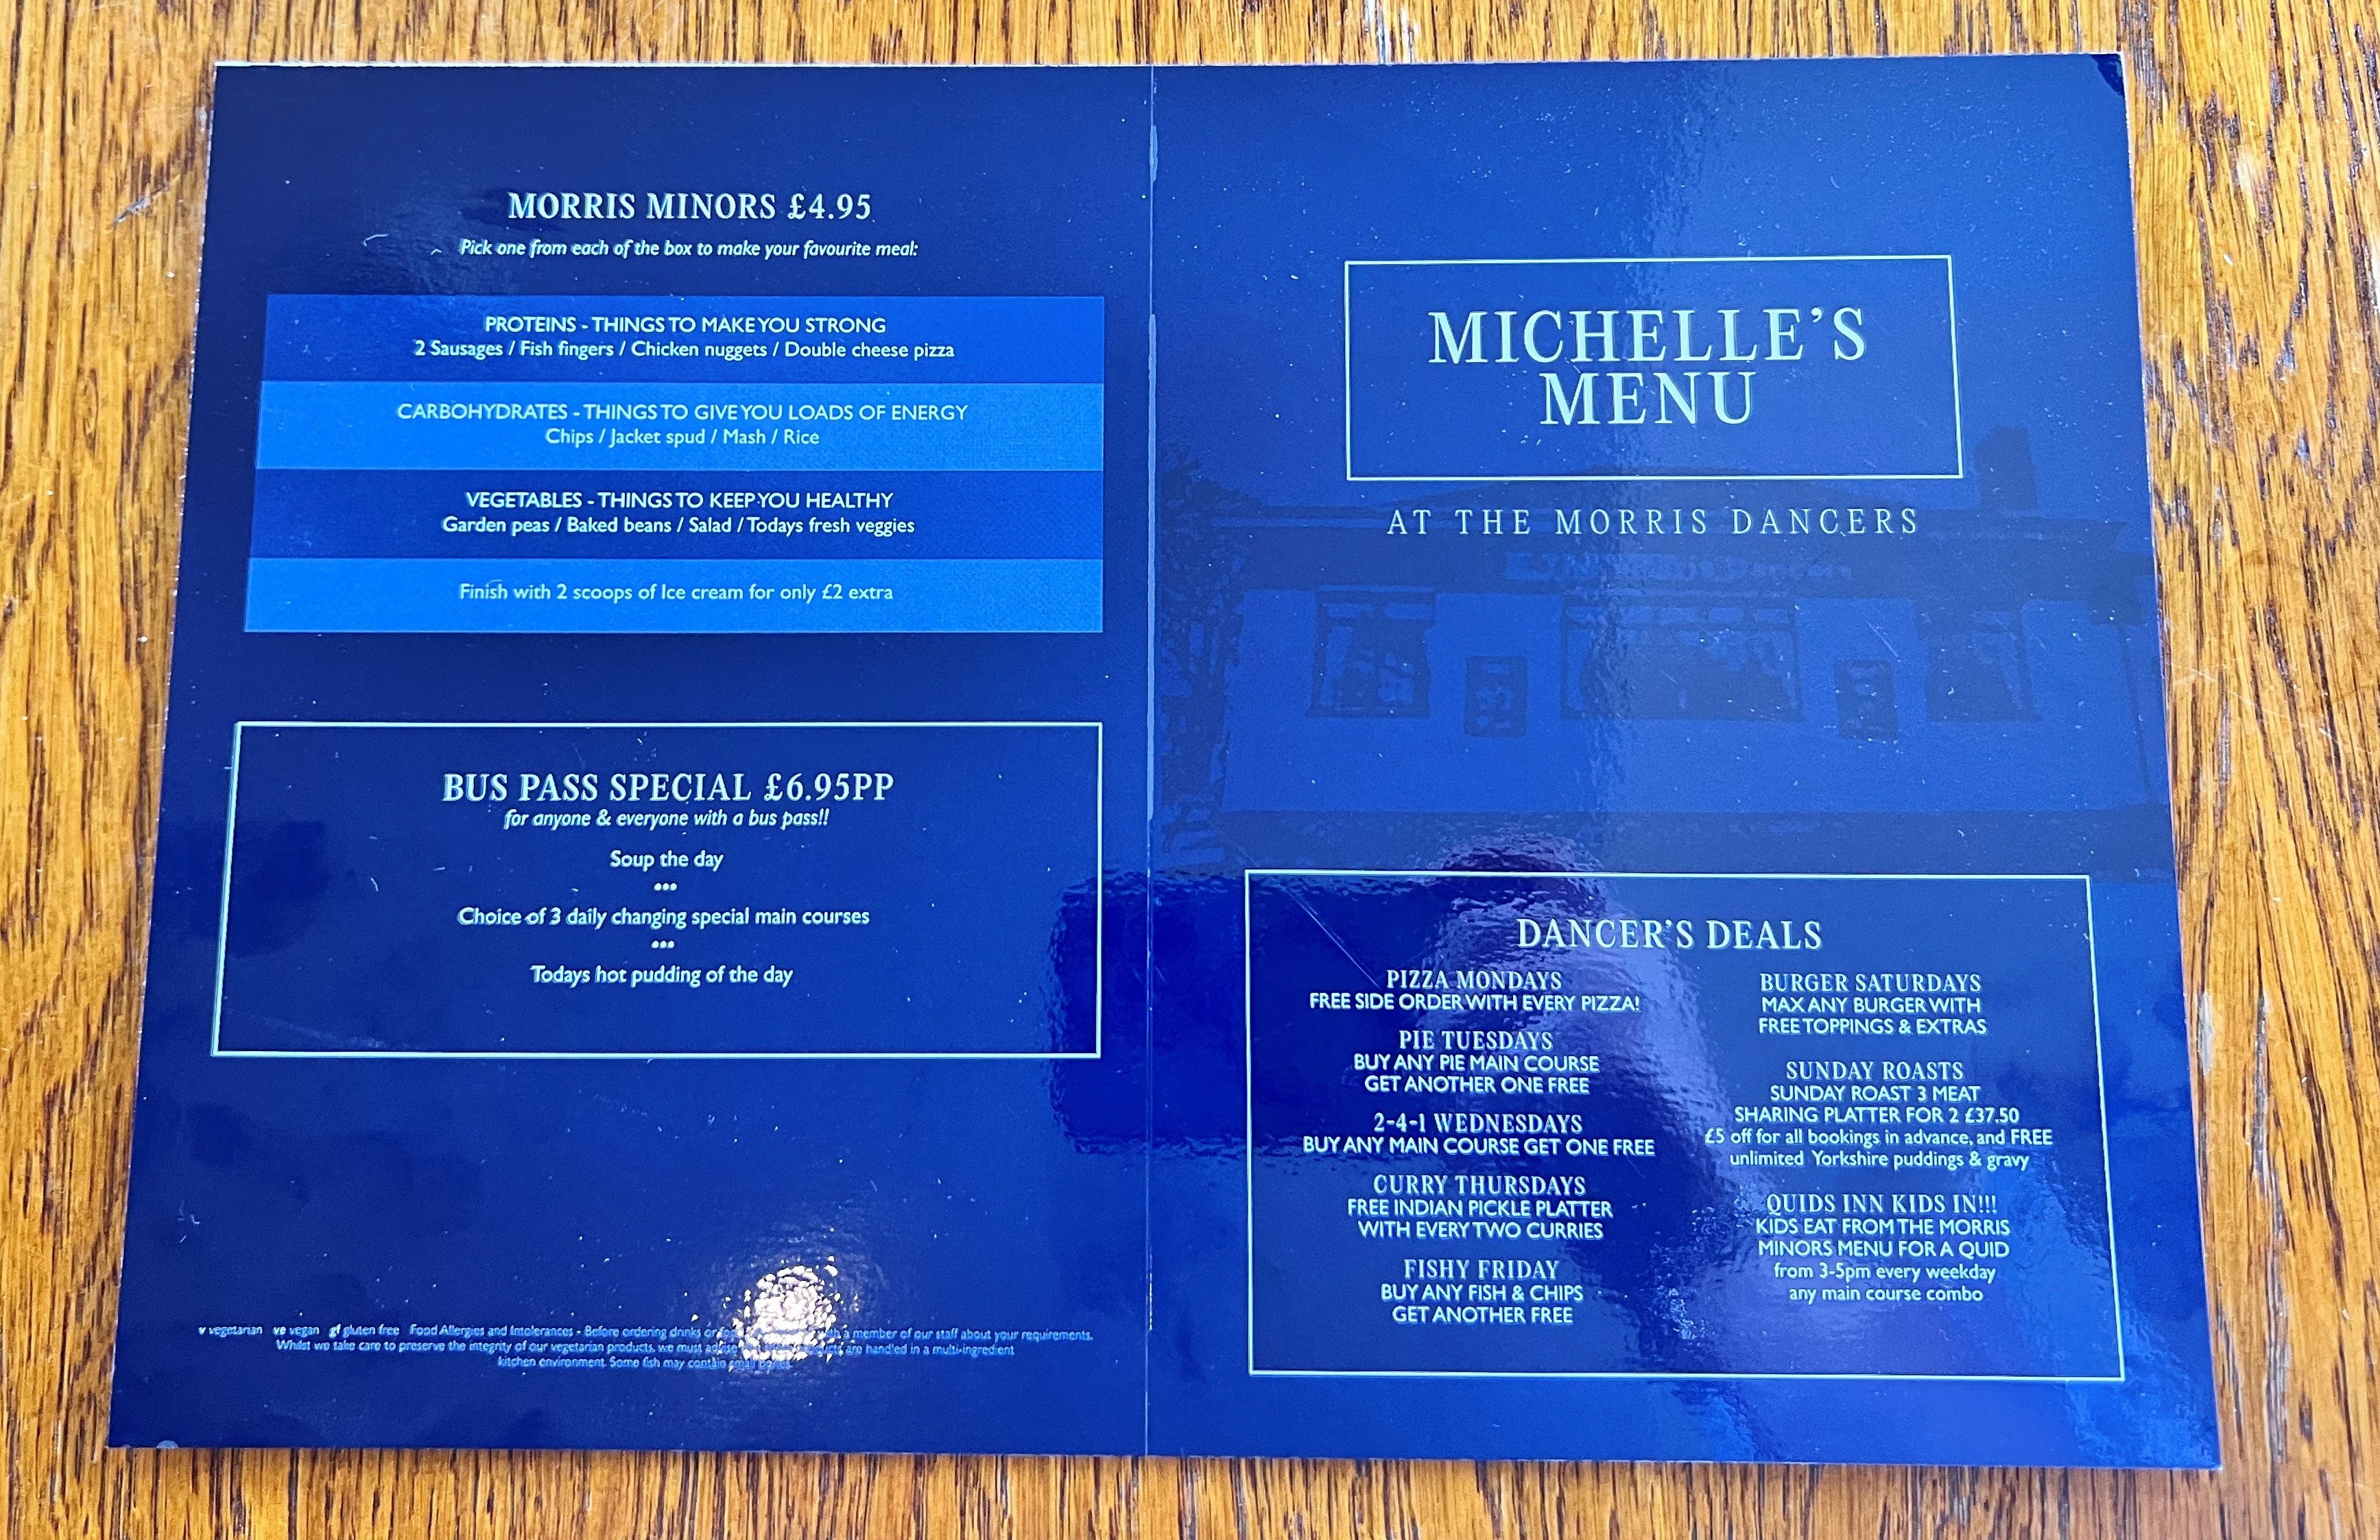 MORRIS MINORS £4.95
Pick one from each of the box to make your favourite meal:
PROTEINS - THINGS TO MAKE YOU STRONG
2 Sausages / Fish fingers / Chicken nuggets / Double cheese pizza
CARBOHYDRATES - THINGS TO GIVE YOU LOADS OF ENERGY
Chips / Jacket spud / Mash / Rice
VEGETABLES - THINGS TO KEEP YOU HEALTHY
Garden peas / Baked beans / Salad / Todays fresh veggies
Finish with 2 scoops of Ice cream for only £2 extra
BUS PASS SPECIAL £6.95PP
for anyone & everyone with a bus pass!!
Soup the day
•••
Choice of 3 daily changing special main courses
•••
Todays hot pudding of the day
v vegetarian ve vegan gf gluten free Food Allergies and Intolerances - Before ordering drinks or a member of our staff about your requirements.
Whilst we take care to preserve the integrity of our vegetarian products, we must are handled in a multi-ingredient
kitchen environment. Some fish may contain
MICHELLE'S
MENU
AT THE MORRIS DANCERS
DANCER'S DEALS
PIZZA MONDAYS
FREE SIDE ORDER WITH EVERY PIZZA!
PIE TUESDAYS
BUY ANY PIE MAIN COURSE
GET ANOTHER ONE FREE
2-4-1 WEDNESDAYS
BUY ANY MAIN COURSE GET ONE FREE
CURRY THURSDAYS
FREE INDIAN PICKLE PLATTER
WITH EVERY TWO CURRIES
FISHY FRIDAY
BUY ANY FISH & CHIPS
GET ANOTHER FREE
BURGER SATURDAYS
MAX ANY BURGER WITH
FREE TOPPINGS & EXTRAS
SUNDAY ROASTS
SUNDAY ROAST 3 MEAT
SHARING PLATTER FOR 2 £37.50
£5 off for all bookings in advance, and FREE
unlimited Yorkshire puddings & gravy
QUIDS INN KIDS IN!!!
KIDS EAT FROM THE MORRIS
MINORS MENU FOR A QUID
from 3-5pm every weekday
any main course combo